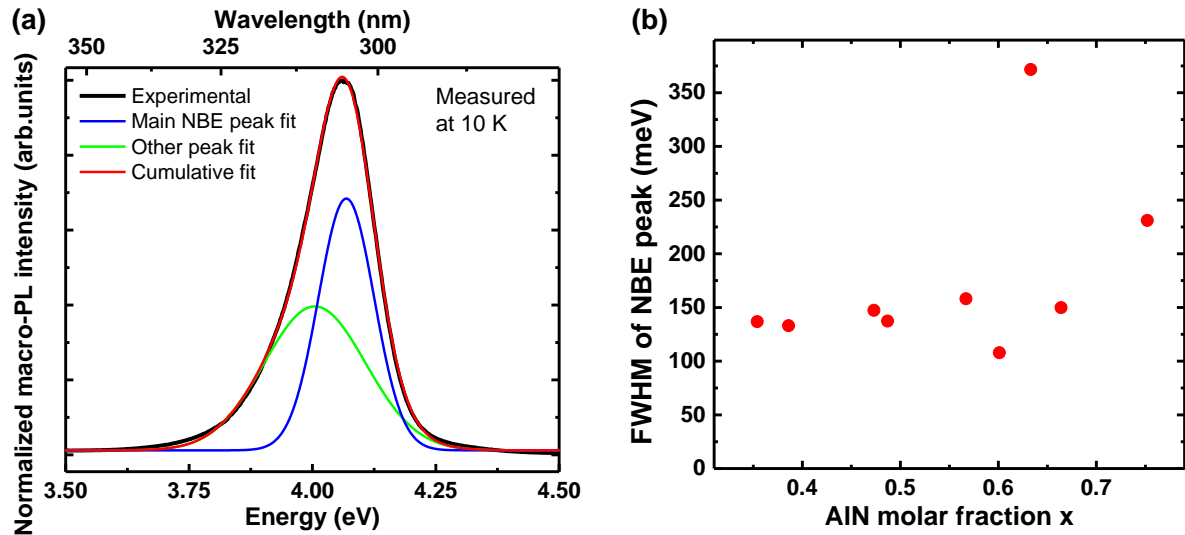 (a)
Wavelength (nm)
350 325 300
Normalized macro-PL intensity (arb.units)
Experimental
Main NBE peak fit
Other peak fit
Cumulative fit
Measured
at 10 K
3.50 3.75 4.00 4.25 4.50
Energy (eV)
(b)
FWHM of NBE peak (meV)
350
300
250
200
150
100
50
0
0.4 0.5 0.6 0.7
AlN molar fraction x